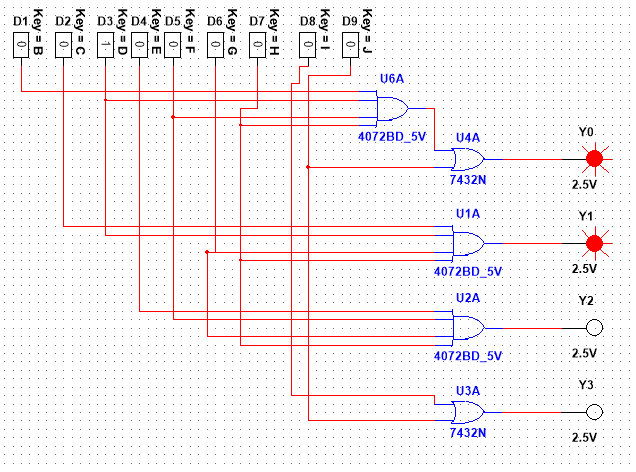 D1 Key = B D2 Key = C D3 Key = D D4 Key = E D5 Key = F D6 Key = G D7 Key = H D8 Key = I D9 Key = J
0 0 1 0 0 0 0 0 0
U6A
4072BD_5V
U4A
7432N
Y0
2.5V
U1A
4072BD_5V
Y1
2.5V
U2A
4072BD_5V
Y2
2.5V
U3A
7432N
Y3
2.5V